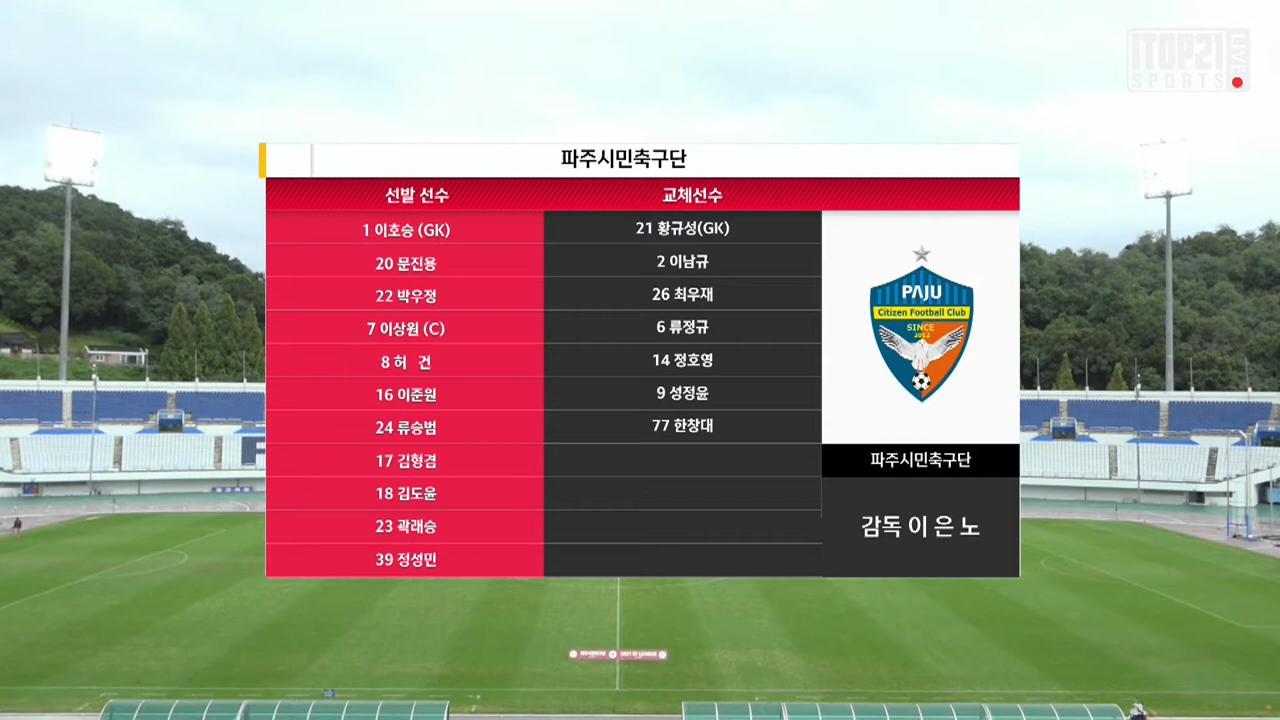 ITOP21
SPORTS
LIVE
파주시민축구단
선발 선수
교체선수
1 이호승 (GK)
20 문진용
22 박우정
7 이상원 (C)
8 허 건
16 이준원
24 류승범
17 김형겸
18 김도윤
23 곽래승
39 정성민
21 황규성(GK)
2 이남규
26 최우재
6 류정규
14 정호영
9 성정윤
77 한창대
PAJU
Citizen Football Club
SINCE
2012
파주시민축구단
감독 이 은 노